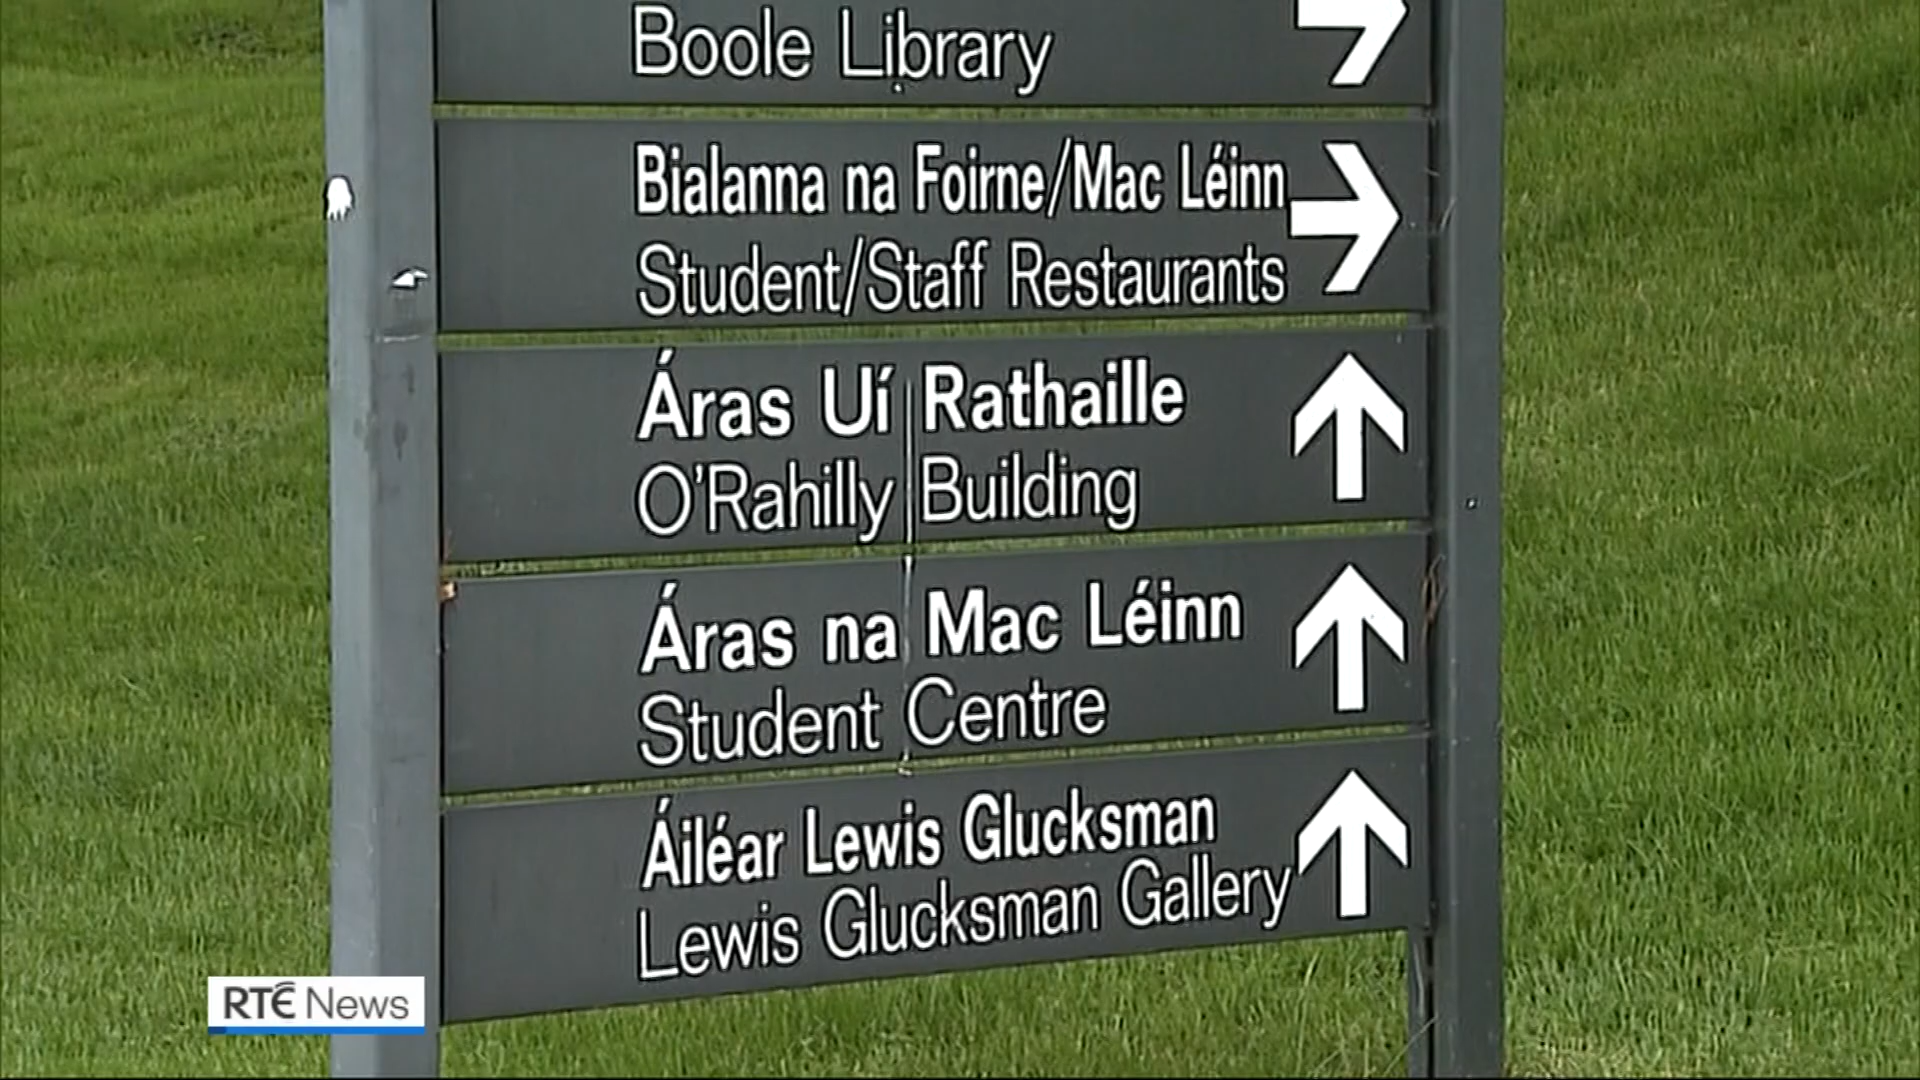 Boole Library
Bialanna na Foirne/Mac Léinn
Student/Staff Restaurants
Áras Uí Rathaille
O'Rahilly Building
Áras na Mac Léinn
Student Centre
Áiléar Lewis Glucksman
Lewis Glucksman Gallery
RTÉ News